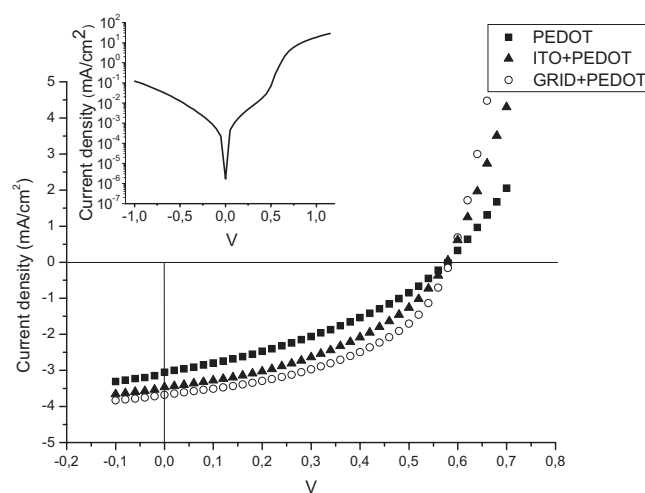 PEDOT
ITO+PEDOT
GRID+PEDOT
Current density (mA/cm²)
10²
10¹
10⁰
10⁻¹
10⁻²
10⁻³
10⁻⁴
10⁻⁵
10⁻⁶
10⁻⁷
-1,0 -0,5 0,0 0,5 1,0
V
Current density (mA/cm²)
5
4
3
2
1
0
-1
-2
-3
-4
-5
-0,2 -0,1 0,0 0,1 0,2 0,3 0,4 0,5 0,6 0,7 0,8
V